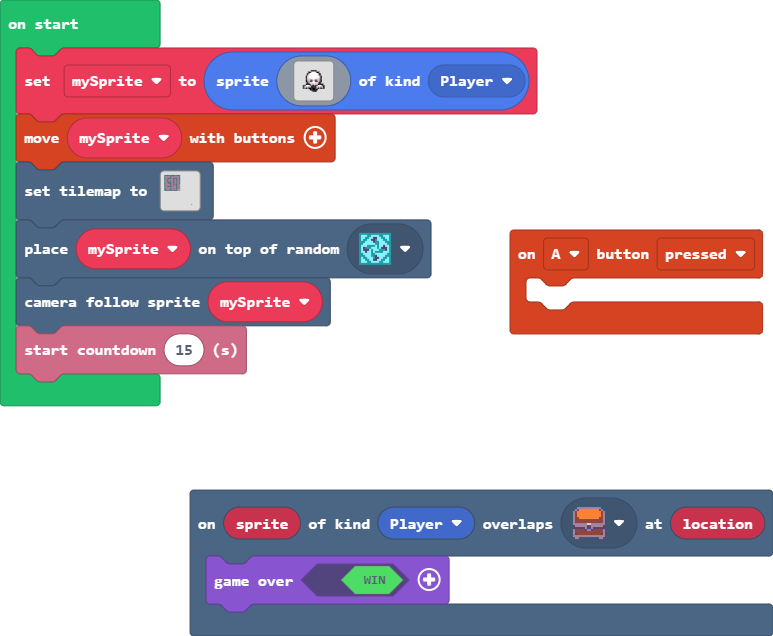 on start
set mySprite to sprite of kind Player
move mySprite with buttons
set tilemap to
place mySprite on top of random
on A button pressed
camera follow sprite mySprite
start countdown 15 (s)
on sprite of kind Player overlaps at location
game over WIN